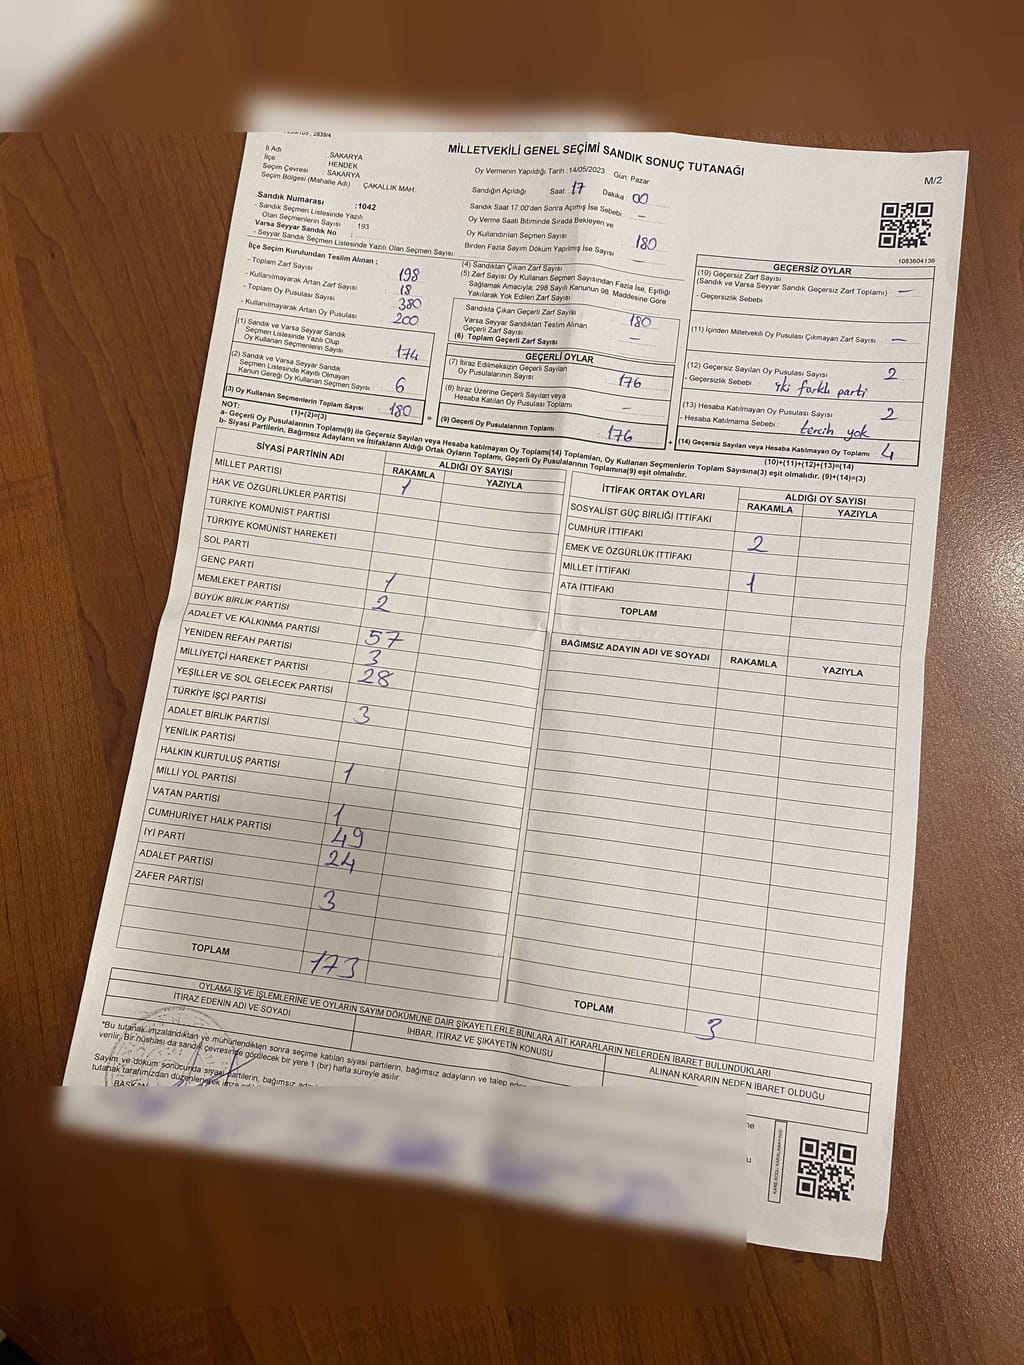 MİLLETVEKİLİ GENEL SEÇİMİ SANDIK SONUÇ TUTANAĞI
M/2
İl Adı : SAKARYA
İlçe : HENDEK
Seçim Çevresi : SAKARYA
Seçim Bölgesi (Mahalle Adı) ÇAKALLIK MAH.
Sandık Numarası :1042
- Sandık Seçmen Listesinde Yazılı
Olan Seçmenlerin Sayısı : 193
Varsa Seyyar Sandık No :
- Seyyar Sandık Seçmen Listesinde Yazılı Olan Seçmen Sayısı:
Oy Vermenin Yapıldığı Tarih :14/05/2023 Gün: Pazar
Sandığın Açıldığı Saat: 17 Dakika: 00
Sandık Saat 17:00'den Sonra Açımış İse Sebebi : –
Oy Verme Saati Bitiminde Sırada Bekleyen ve
Oy Kullandırılan Seçmen Sayısı : 180
Birden Fazla Sayım Döküm Yapılmış İse Sayısı : –
1083604136
İlçe Seçim Kurulundan Teslim Alınan ;
- Toplam Zarf Sayısı : 198
- Kullanılmayarak Artan Zarf Sayısı : 18
- Toplam Oy Pusulası Sayısı : 380
- Kullanılmayarak Artan Oy Pusulası : 200
(1) Sandık ve Varsa Seyyar Sandık
Seçmen Listesinde Yazılı Olup
Oy Kullanan Seçmenlerin Sayısı : 174
(2) Sandık ve Varsa Seyyar Sandık
Seçmen Listesinde Kayıtlı Olmayan
Kanun Gereği Oy Kullanan Seçmen Sayısı : 6
(3) Oy Kullanan Seçmenlerin Toplam Sayısı : 180
(1)+(2)=(3)
(4) Sandıktan Çıkan Zarf Sayısı
(5) Zarf Sayısı Oy Kullanan Seçmen Sayısından Fazla İse, Eşitliği
Sağlamak Amacıyla; 298 Sayılı Kanunun 98. Maddesine Göre
Yakılarak Yok Edilen Zarf Sayısı
Sandıkta Çıkan Geçerli Zarf Sayısı : 180
Varsa Seyyar Sandıktan Teslim Alınan
Geçerli Zarf Sayısı : –
(6) Toplam Geçerli Zarf Sayısı : –
GEÇERLİ OYLAR
(7) İtiraz Edilmeksizin Geçerli Sayılan
Oy Pusulalarının Sayısı : 176
(8) İtiraz Üzerine Geçerli Sayılan veya
Hesaba Katılan Oy Pusulası Toplamı : –
(9) Geçerli Oy Pusulalarının Toplamı : 176
GEÇERSİZ OYLAR
(10) Geçersiz Zarf Sayısı
(Sandık ve Varsa Seyyar Sandık Geçersiz Zarf Toplamı) : –
- Geçersizlik Sebebi :
(11) İçinden Milletvekili Oy Pusulası Çıkmayan Zarf Sayısı : –
(12) Geçersiz Sayılan Oy Pusulası Sayısı : 2
- Geçersizlik Sebebi : iki farklı parti
(13) Hesaba Katılmayan Oy Pusulası Sayısı : 2
- Hesaba Katılmama Sebebi : tercih yok
(14) Geçersiz Sayılan veya Hesaba Katılmayan Oy Toplamı : 4
(10)+(11)+(12)+(13)=(14)
NOT:
a- Geçerli Oy Pusulalarının Toplamı(9) ile Geçersiz Sayılan veya Hesaba katılmayan Oy Toplam(14) Toplamları, Oy Kullanan Seçmenlerin Toplam Sayısına(3) eşit olmalıdır. (9)+(14)=(3)
b- Siyasi Partilerin, Bağımsız Adayların ve İttifakların Aldığı Ortak Oyların Toplamı, Geçerli Oy Pusulalarının Toplamına(9) eşit olmalıdır.
SİYASİ PARTİNİN ADI ALDIĞI OY SAYISI
RAKAMLA YAZIYLA
MİLLET PARTİSİ 1
HAK VE ÖZGÜRLÜKLER PARTİSİ
TÜRKİYE KOMÜNİST PARTİSİ
TÜRKİYE KOMÜNİST HAREKETİ
SOL PARTİ
GENÇ PARTİ
MEMLEKET PARTİSİ 1
BÜYÜK BİRLİK PARTİSİ 2
ADALET VE KALKINMA PARTİSİ 57
YENİDEN REFAH PARTİSİ 3
MİLLİYETÇİ HAREKET PARTİSİ 28
YEŞİLLER VE SOL GELECEK PARTİSİ
TÜRKİYE İŞÇİ PARTİSİ 3
ADALET BİRLİK PARTİSİ
YENİLİK PARTİSİ
HALKIN KURTULUŞ PARTİSİ 1
MİLLİ YOL PARTİSİ
VATAN PARTİSİ 1
CUMHURİYET HALK PARTİSİ 49
İYİ PARTİ 24
ADALET PARTİSİ
ZAFER PARTİSİ 3
TOPLAM 173
İTTİFAK ORTAK OYLARI ALDIĞI OY SAYISI
RAKAMLA YAZIYLA
SOSYALİST GÜÇ BİRLİĞİ İTTİFAKI
CUMHUR İTTİFAKI 2
EMEK VE ÖZGÜRLÜK İTTİFAKI
MİLLET İTTİFAKI 1
ATA İTTİFAKI
TOPLAM
BAĞIMSIZ ADAYIN ADI VE SOYADI RAKAMLA YAZIYLA
TOPLAM 3
OYLAMA İŞ VE İŞLEMLERİNE VE OYLARIN SAYIM DÖKÜMÜNE DAİR ŞİKAYETLERLE BUNLARA AİT KARARLARIN NELERDEN İBARET BULUNDUKLARI
İTİRAZ EDENİN ADI VE SOYADI İHBAR, İTİRAZ VE ŞİKAYETİN KONUSU ALINAN KARARIN NEDEN İBARET OLDUĞU
*Bu tutanak imzalandıktan ve mühürlendikten sonra seçime katılan siyasi partilerin, bağımsız adayların ve talep
verilir. Bir nüshası da sandık çevresinde görülecek bir yere 1 (bir) hafta süreyle asılır.
Sayım ve döküm sonucunda siyasi partilerin, bağımsız
tutanak tarafımızdan düzenlenerek imza